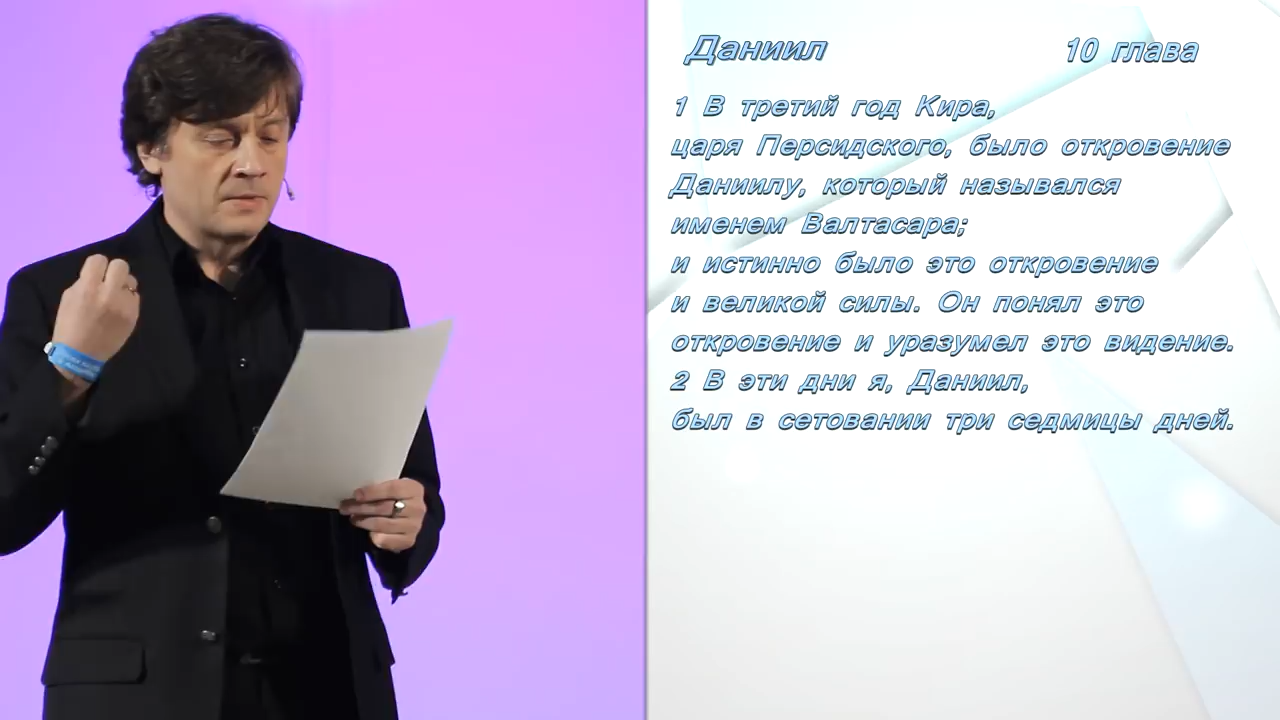 Даниил 10 глава
1 В третий год Кира,
царя Персидского, было откровение
Даниилу, который назывался
именем Валтасара;
и истинно было это откровение
и великой силы. Он понял это
откровение и уразумел это видение.
2 В эти дни я, Даниил,
был в сетовании три седмицы дней.